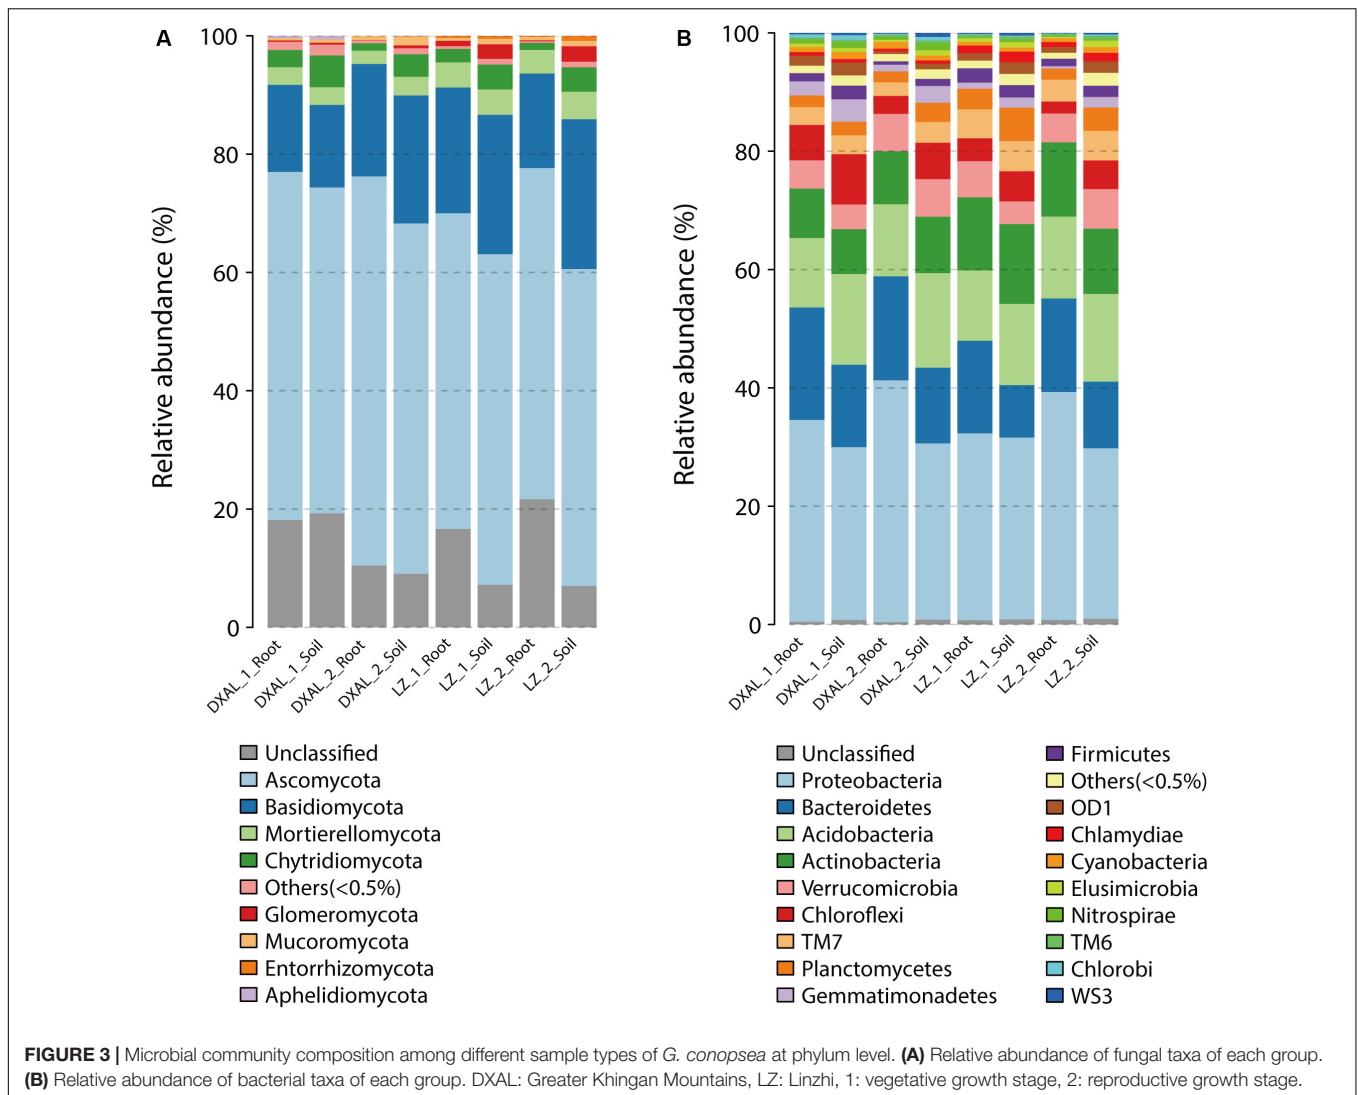 A
Relative abundance (%)
100
80
60
40
20
0
DXAL_1_Root
DXAL_1_Soil
DXAL_2_Root
DXAL_2_Soil
LZ_1_Root
LZ_1_Soil
LZ_2_Root
LZ_2_Soil
Unclassified
Ascomycota
Basidiomycota
Mortierellomycota
Chytridiomycota
Others(<0.5%)
Glomeromycota
Mucoromycota
Entorrhizomycota
Aphelidiomycota
B
Relative abundance (%)
100
80
60
40
20
0
DXAL_1_Root
DXAL_1_Soil
DXAL_2_Root
DXAL_2_Soil
LZ_1_Root
LZ_1_Soil
LZ_2_Root
LZ_2_Soil
Unclassified
Proteobacteria
Bacteroidetes
Acidobacteria
Actinobacteria
Verrucomicrobia
Chloroflexi
TM7
Planctomycetes
Gemmatimonadetes
Firmicutes
Others(<0.5%)
OD1
Chlamydiae
Cyanobacteria
Elusimicrobia
Nitrospirae
TM6
Chlorobi
WS3
FIGURE 3 | Microbial community composition among different sample types of G. conopsea at phylum level. (A) Relative abundance of fungal taxa of each group.
(B) Relative abundance of bacterial taxa of each group. DXAL: Greater Khingan Mountains, LZ: Linzhi, 1: vegetative growth stage, 2: reproductive growth stage.